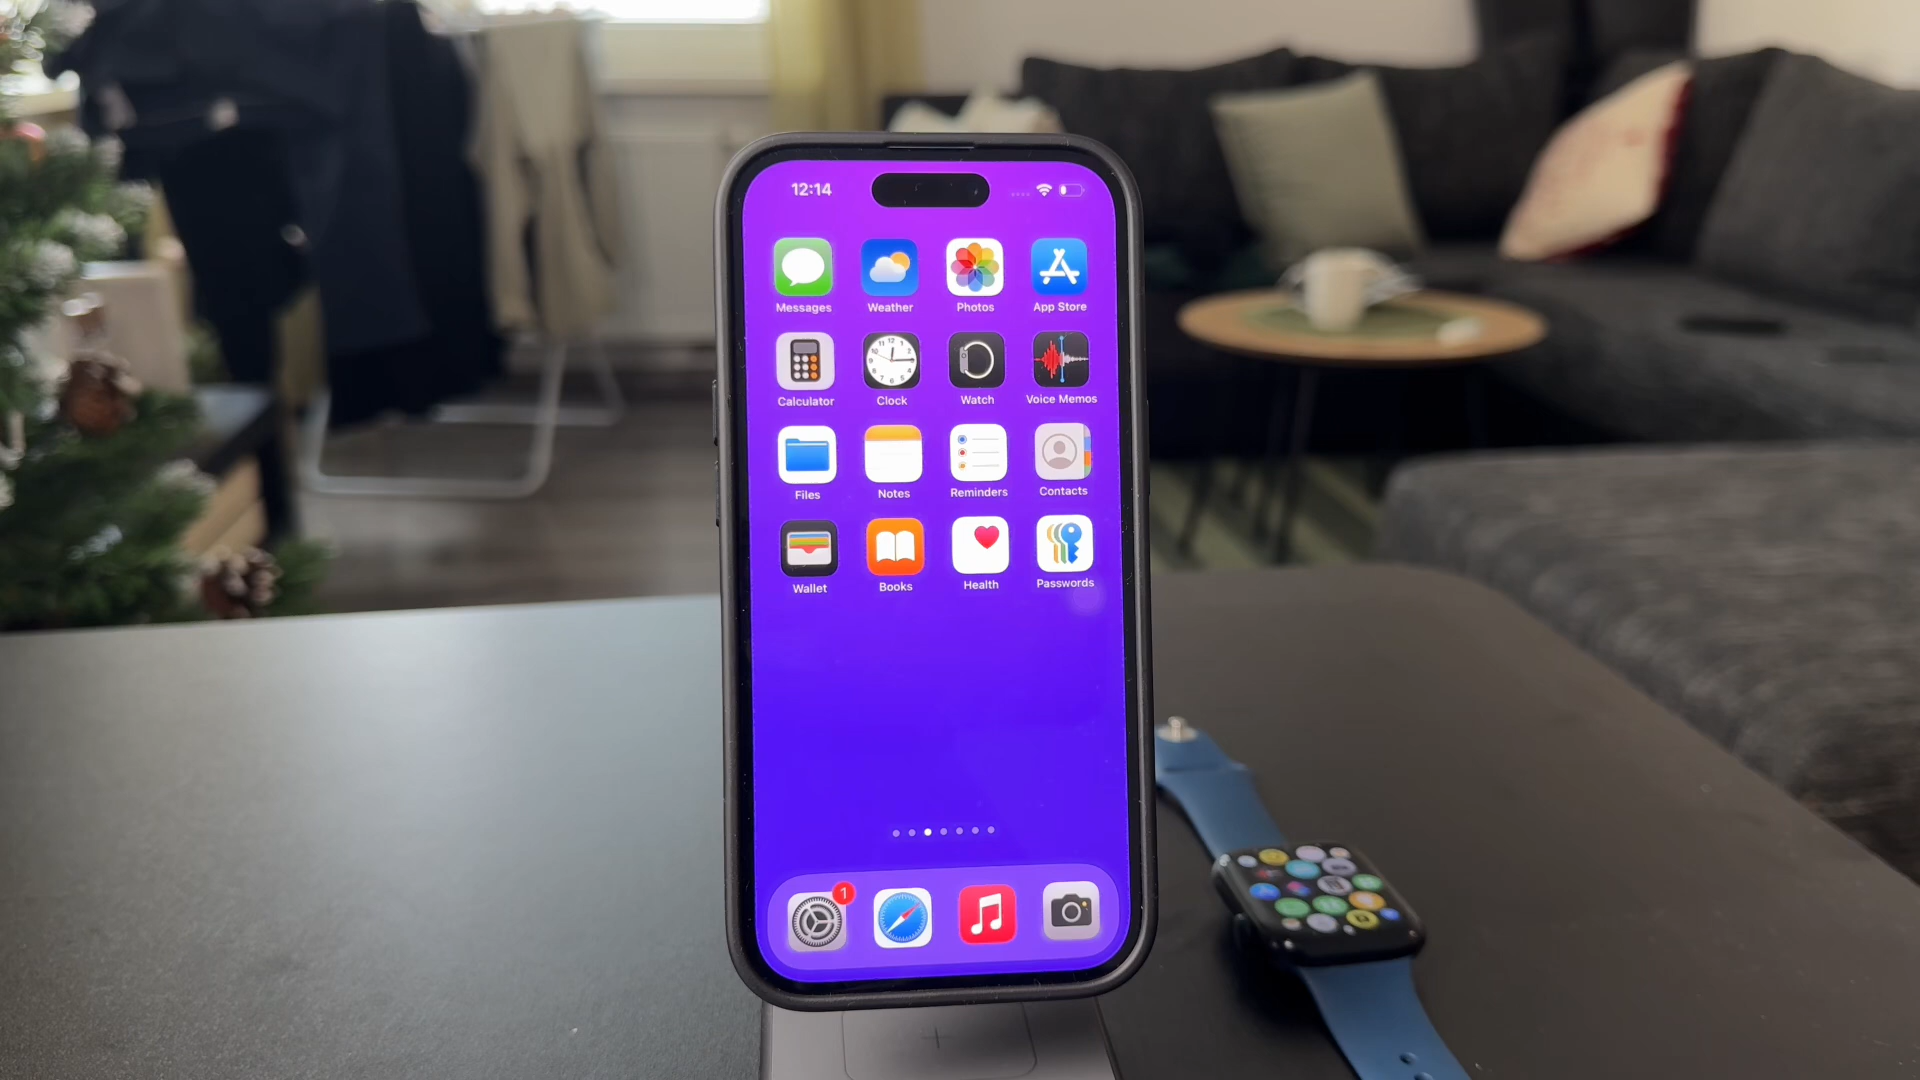 12:14
Messages Weather Photos App Store
Calculator Clock Watch Voice Memos
Files Notes Reminders Contacts
Wallet Books Health Passwords
1